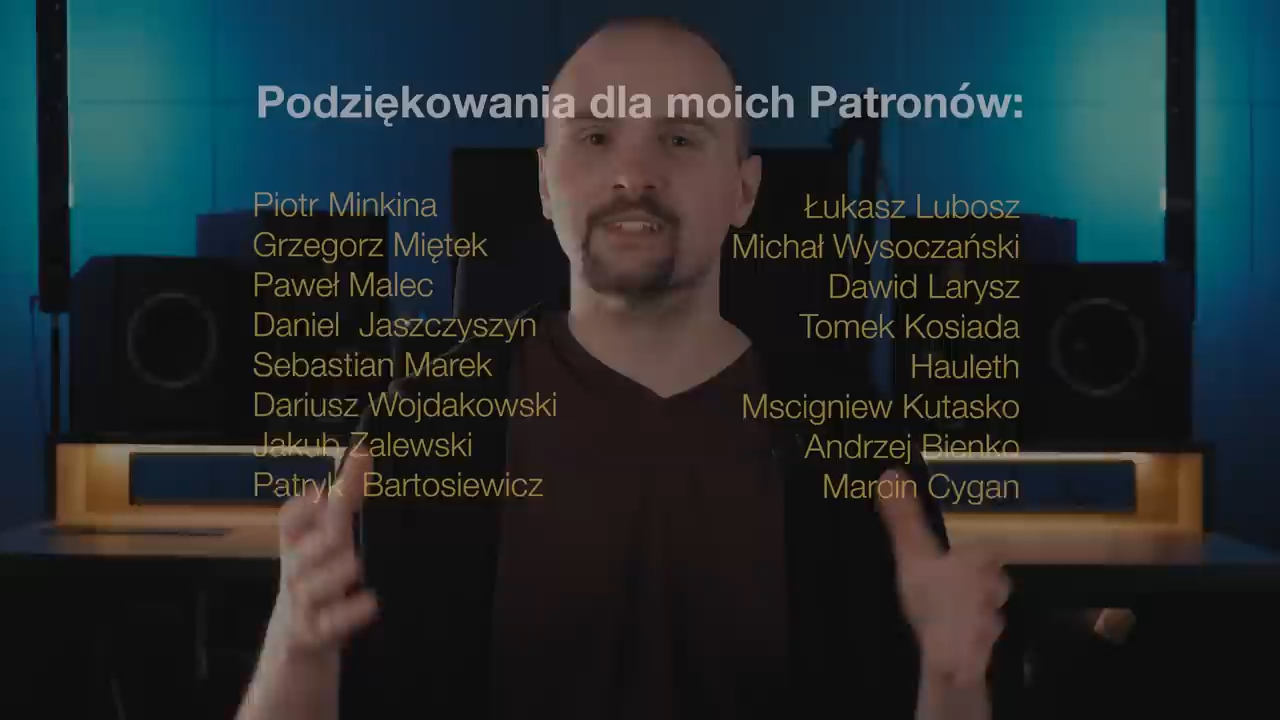 Podziękowania dla moich Patronów:
Piotr Minkina
Grzegorz Miętek
Paweł Malec
Daniel Jaszczyszyn
Sebastian Marek
Dariusz Wojdakowski
Jakub Zalewski
Patryk Bartosiewicz
Łukasz Lubosz
Michał Wysoczański
Dawid Larysz
Tomek Kosiada
Hauleth
Mscigniew Kutasko
Andrzej Bienko
Marcin Cygan